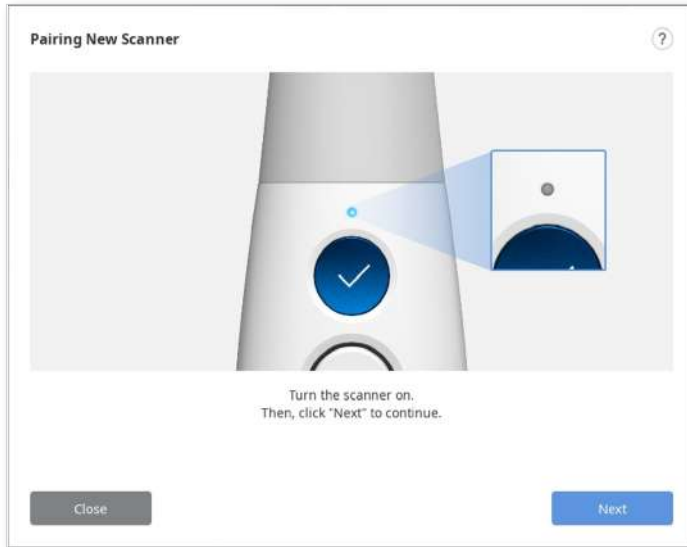 Pairing New Scanner
?
Turn the scanner on.
Then, click "Next" to continue.
Close
Next